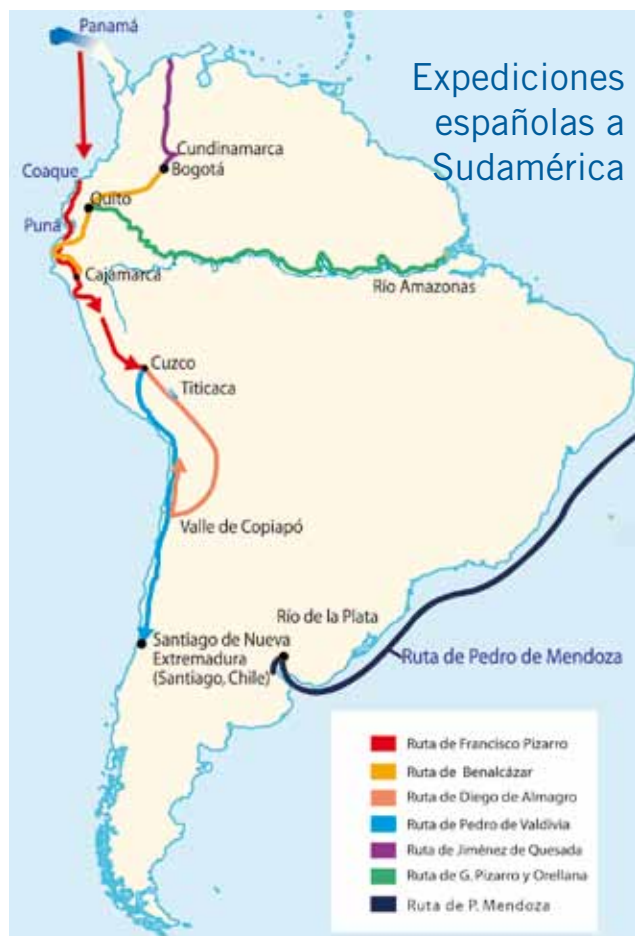 Panamá
Expediciones
españolas a
Sudamérica
Cundinamarca
Bogotá
Coaque
Quito
Puná
Cajamarca
Río Amazonas
Cuzco
Titicaca
Valle de Copiapó
Río de la Plata
Santiago de Nueva
Extremadura
(Santiago, Chile)
Ruta de Pedro de Mendoza
Ruta de Francisco Pizarro
Ruta de Benalcázar
Ruta de Diego de Almagro
Ruta de Pedro de Valdivia
Ruta de Jiménez de Quesada
Ruta de G. Pizarro y Orellana
Ruta de P. Mendoza